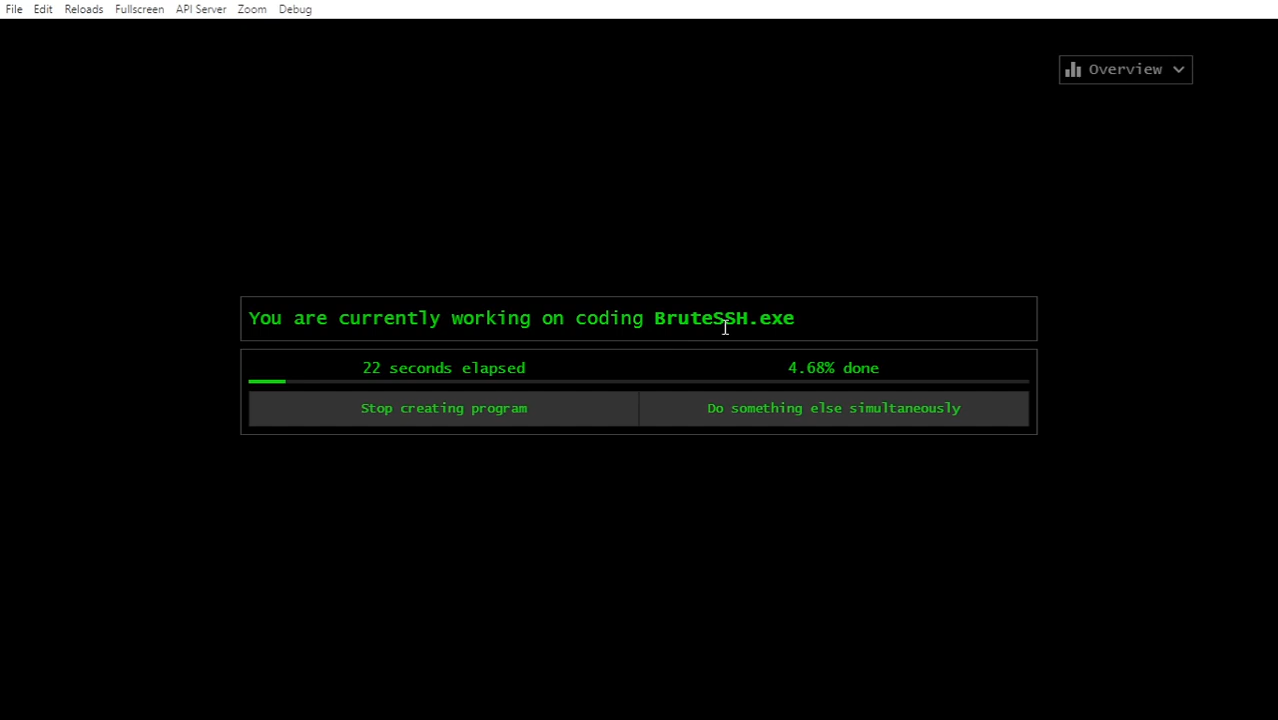 File Edit Reloads Fullscreen API Server Zoom Debug
Overview
You are currently working on coding BruteSSH.exe
22 seconds elapsed 4.68% done
Stop creating program Do something else simultaneously